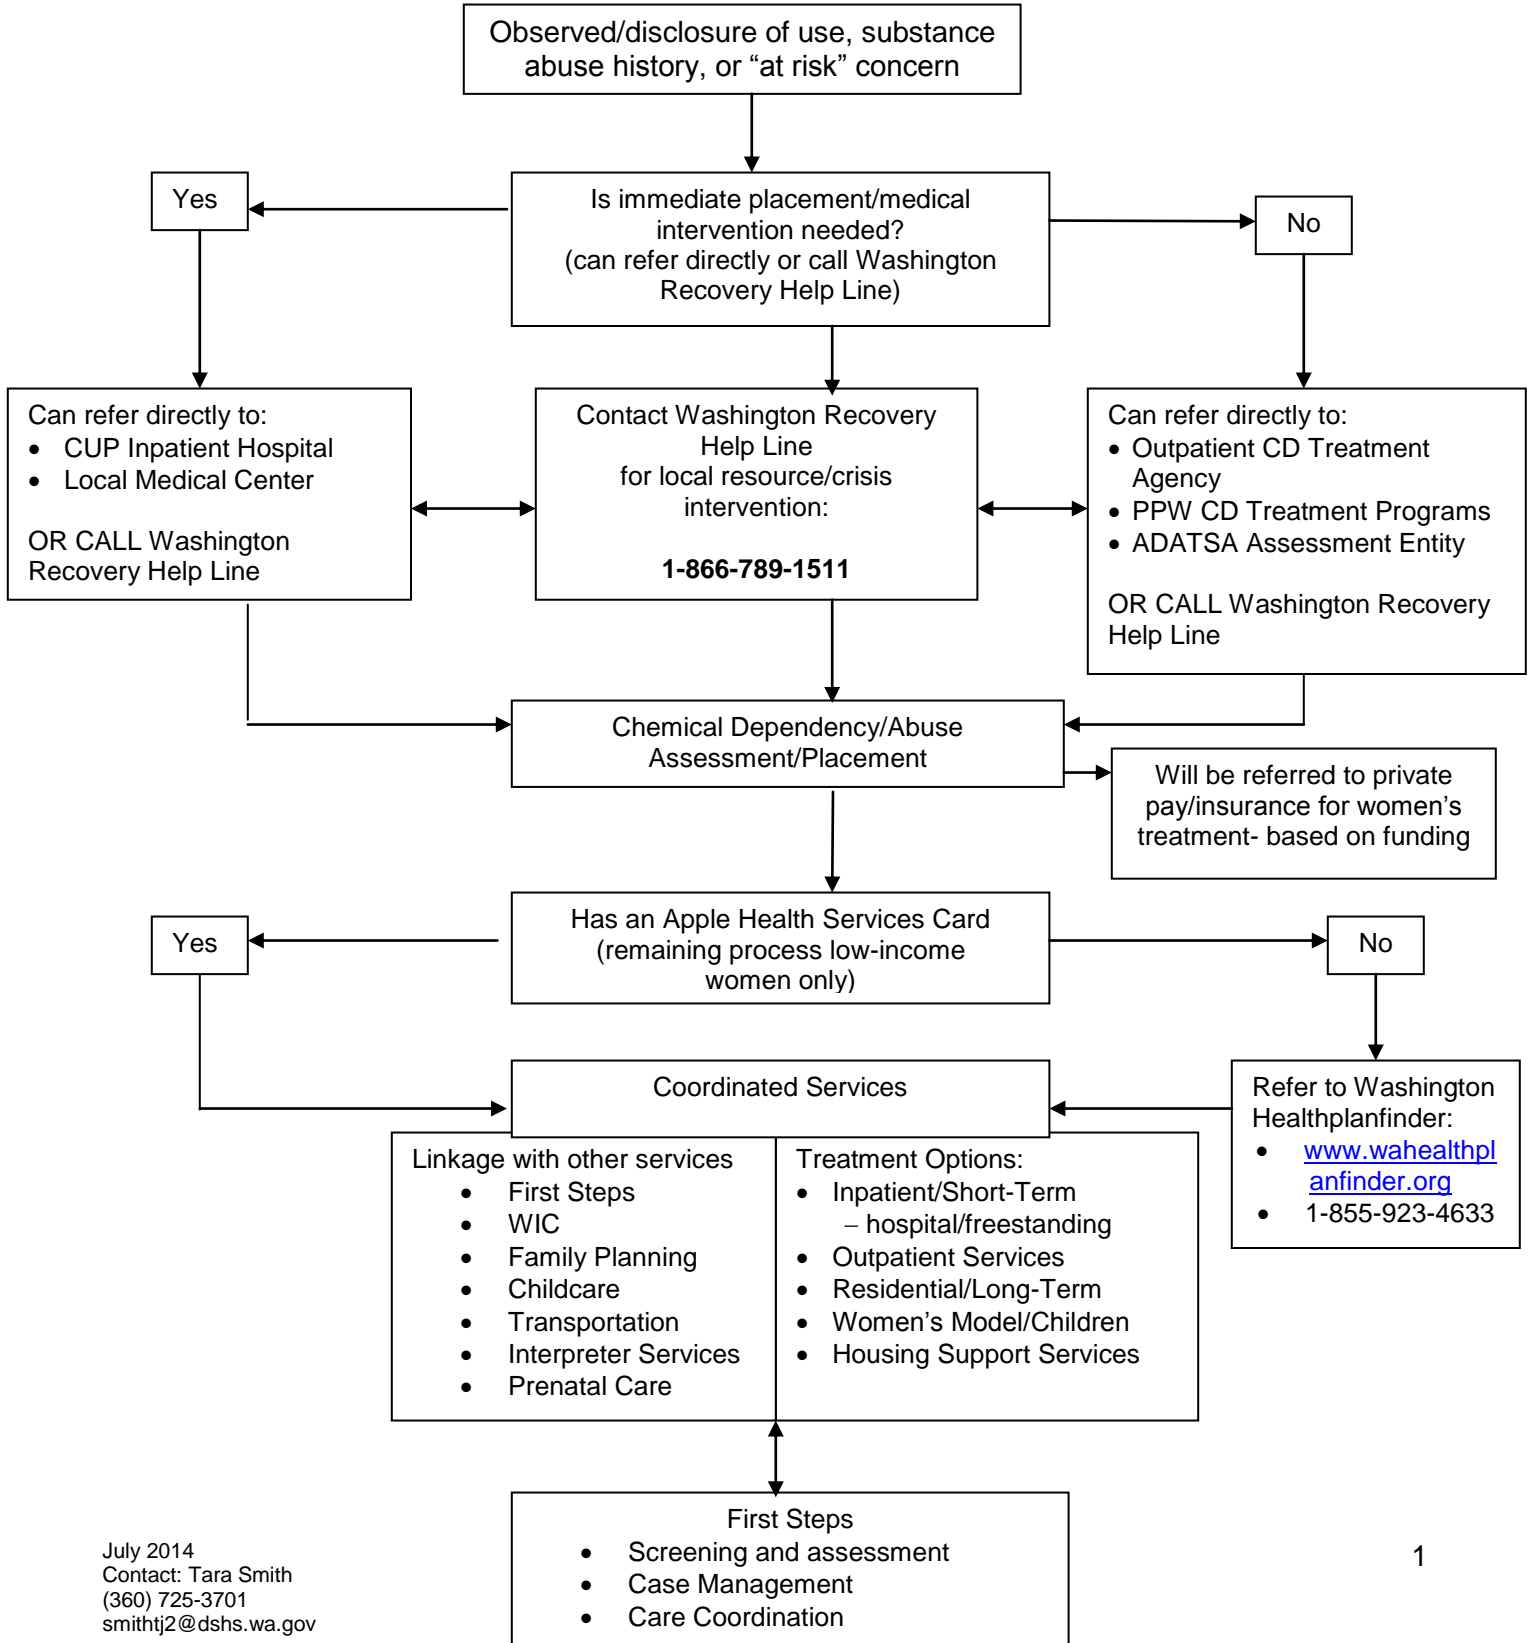 Observed/disclosure of use, substance
abuse history, or “at risk” concern
Yes
Is immediate placement/medical
intervention needed?
(can refer directly or call Washington
Recovery Help Line)
No
Can refer directly to:
• CUP Inpatient Hospital
• Local Medical Center
OR CALL Washington
Recovery Help Line
Contact Washington Recovery
Help Line
for local resource/crisis
intervention:
1-866-789-1511
Can refer directly to:
• Outpatient CD Treatment
Agency
• PPW CD Treatment Programs
• ADATSA Assessment Entity
OR CALL Washington Recovery
Help Line
Chemical Dependency/Abuse
Assessment/Placement
Will be referred to private
pay/insurance for women’s
treatment- based on funding
Yes
Has an Apple Health Services Card
(remaining process low-income
women only)
No
Coordinated Services
Refer to Washington
Healthplanfinder:
• www.wahealthpl
anfinder.org
• 1-855-923-4633
Linkage with other services
• First Steps
• WIC
• Family Planning
• Childcare
• Transportation
• Interpreter Services
• Prenatal Care
Treatment Options:
• Inpatient/Short-Term
– hospital/freestanding
• Outpatient Services
• Residential/Long-Term
• Women’s Model/Children
• Housing Support Services
First Steps
• Screening and assessment
• Case Management
• Care Coordination
July 2014
Contact: Tara Smith
(360) 725-3701
smithtj2@dshs.wa.gov
1